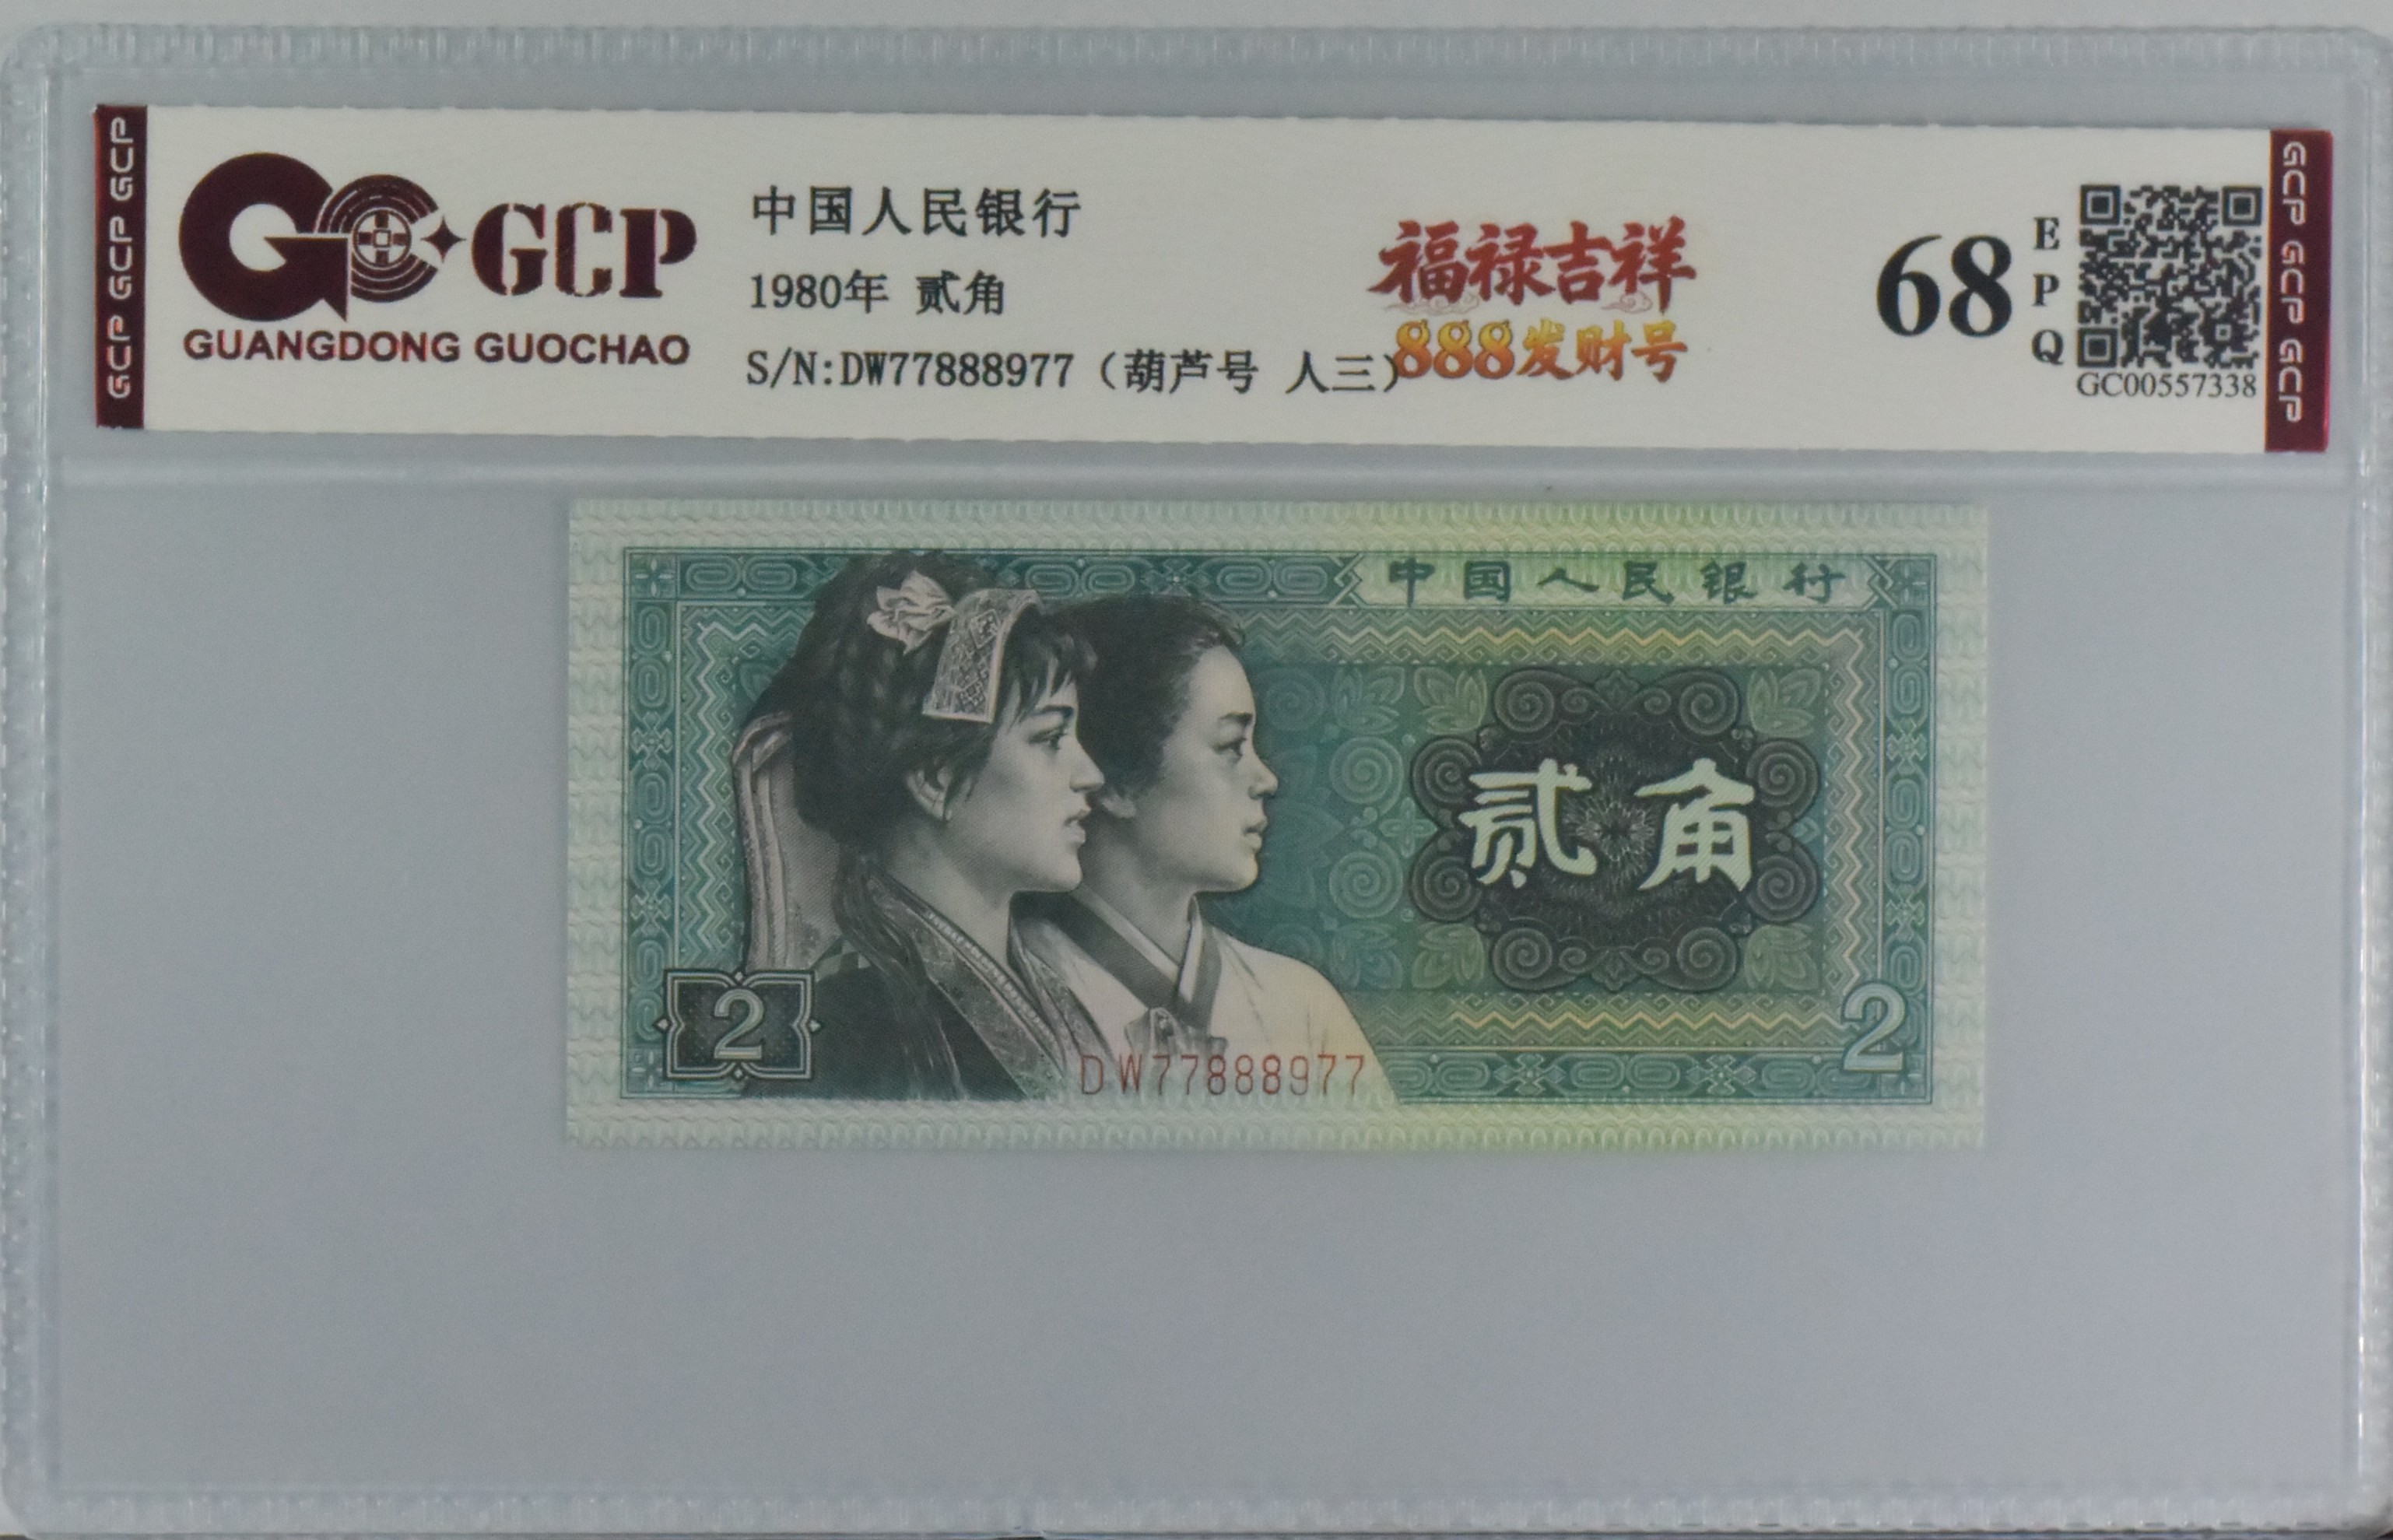 GCP GCP GCP
GCP
GUANGDONG GUOCHAO
中国人民银行
1980年 贰角
S/N:DW77888977（葫芦号 人三）
福禄吉祥
888发财号
68
EPQ
GC00557338
GCP GCP GCP
中国人民银行
贰角
2
2
DW77888977